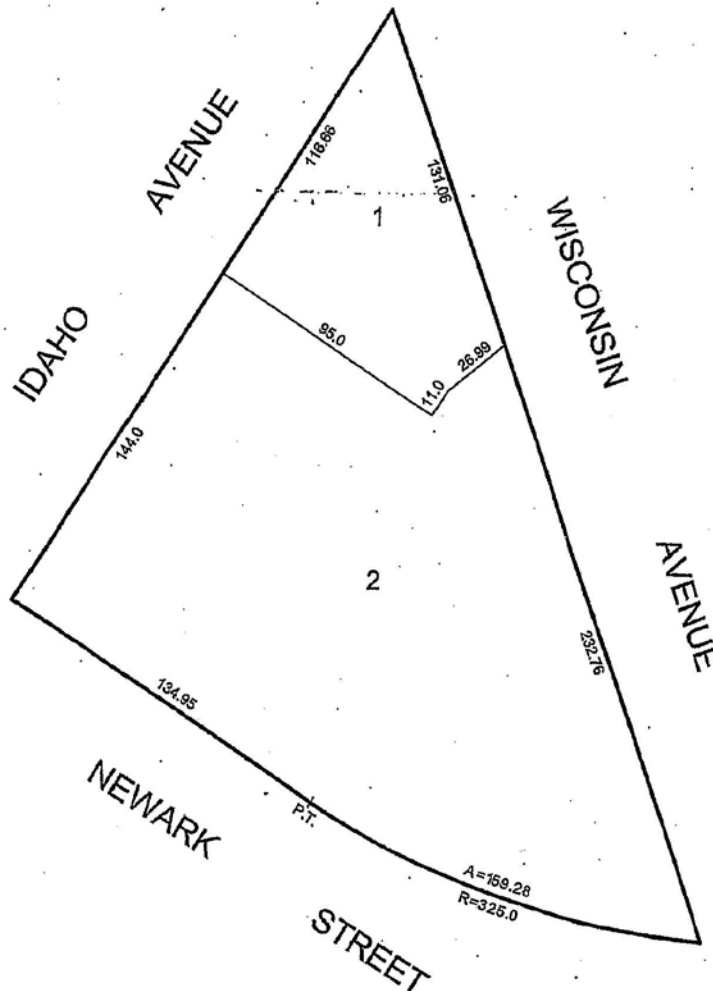 118.66
AVENUE
131.06
1
WISCONSIN
IDAHO
95.0
26.99
11.0
144.0
2
AVENUE
232.76
134.95
NEWARK
P.T.
A=159.28
R=325.0
STREET